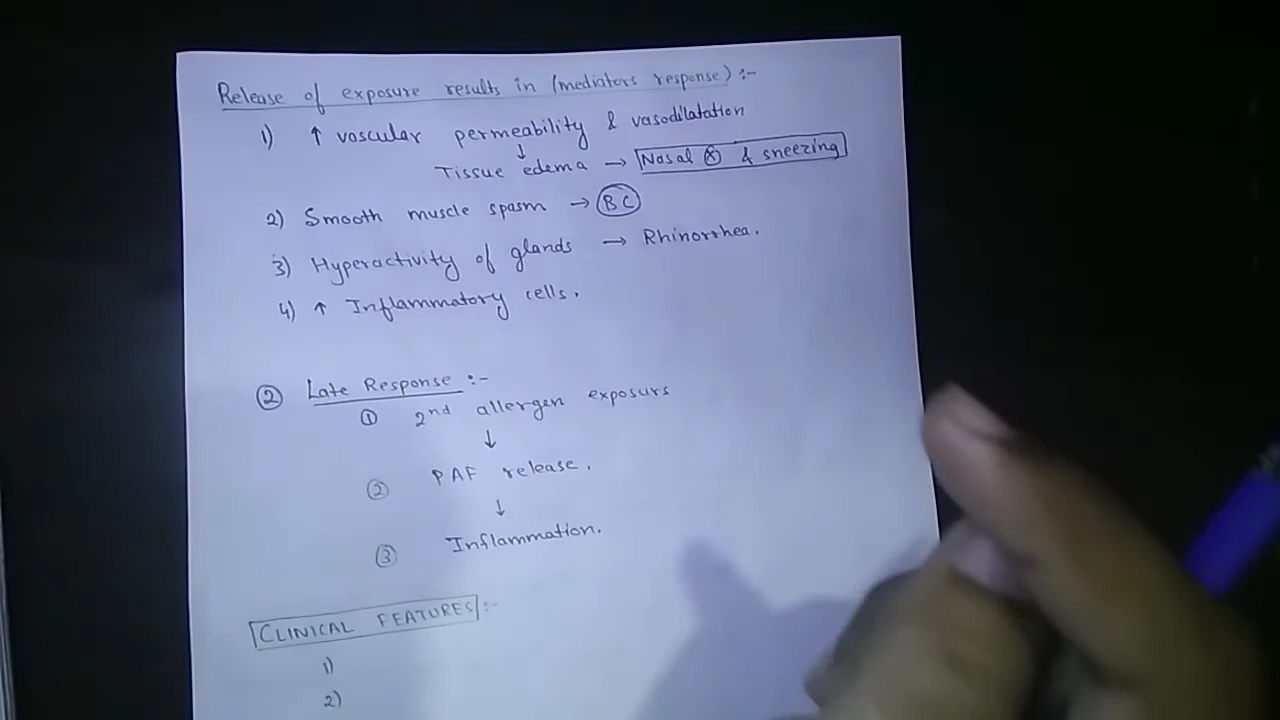 Release of exposure results in (mediators response) :-
1) ↑ vascular permeability & vasodilatation
↓
Tissue edema → Nasal ⓧ & sneezing
2) Smooth muscle spasm → BC
3) Hyperactivity of glands → Rhinorrhea.
4) ↑ Inflammatory cells.
② Late Response :-
① 2nd allergen exposurs
↓
② PAF release.
↓
③ Inflammation.
CLINICAL FEATURES :-
1)
2)